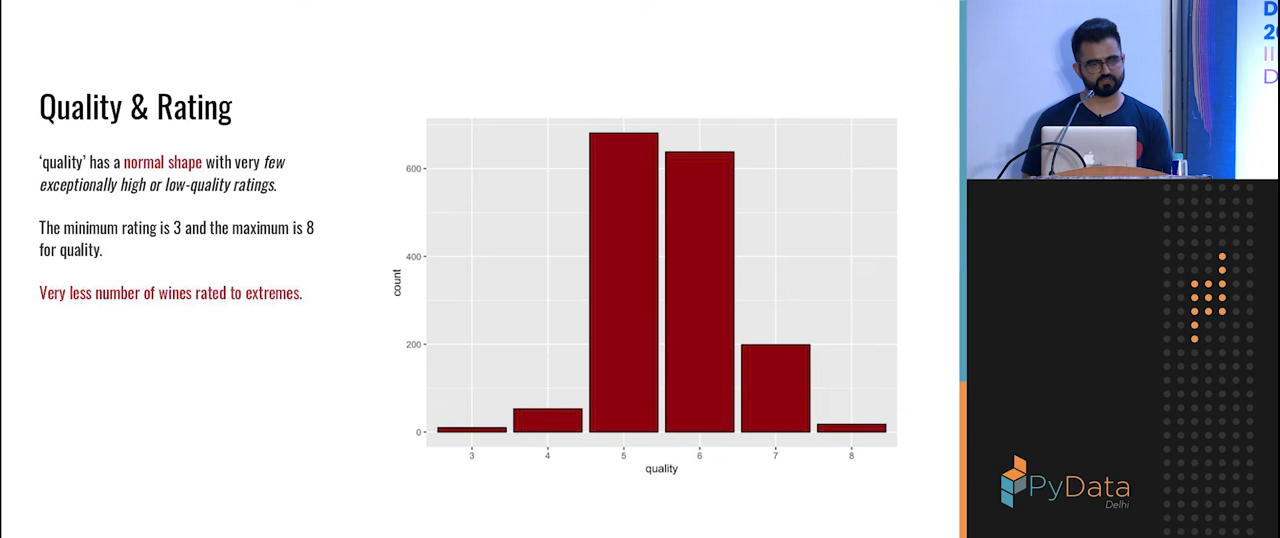 Quality & Rating
‘quality’ has a normal shape with very few
exceptionally high or low-quality ratings.
The minimum rating is 3 and the maximum is 8
for quality.
Very less number of wines rated to extremes.
600
400
200
0
count
3 4 5 6 7 8
quality
D
2
II
D
PyData
Delhi